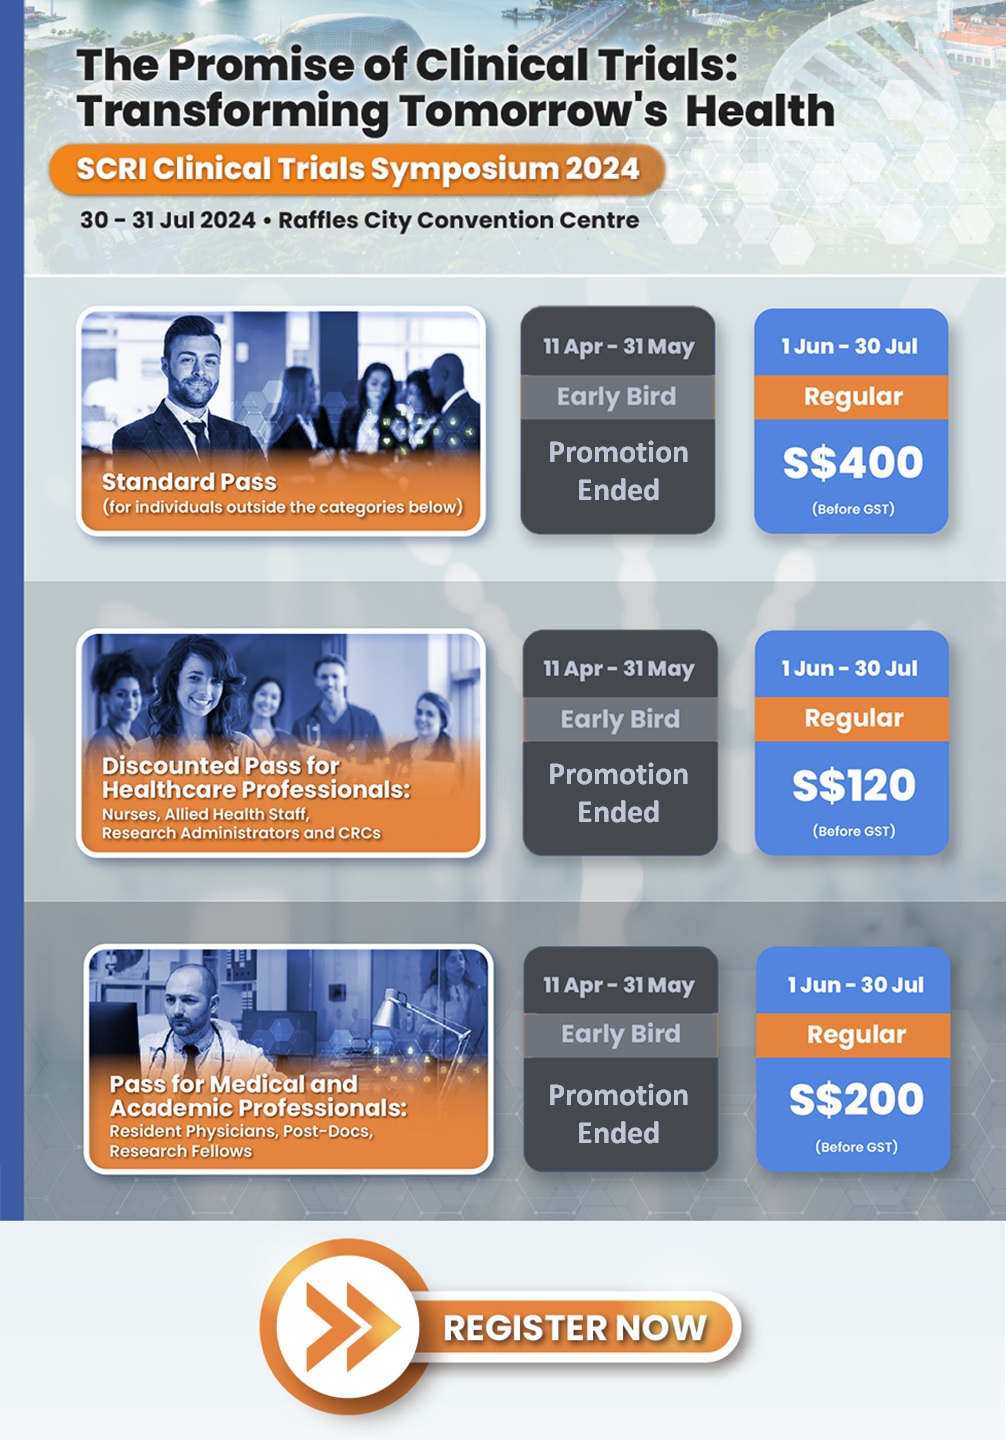 The Promise of Clinical Trials:
Transforming Tomorrow's Health
SCRI Clinical Trials Symposium 2024
30 - 31 Jul 2024 • Raffles City Convention Centre
Standard Pass
(for individuals outside the categories below)
11 Apr - 31 May
Early Bird
Promotion
Ended
1 Jun - 30 Jul
Regular
S$400
(Before GST)
Discounted Pass for
Healthcare Professionals:
Nurses, Allied Health Staff,
Research Administrators and CRCs
11 Apr - 31 May
Early Bird
Promotion
Ended
1 Jun - 30 Jul
Regular
S$120
(Before GST)
Pass for Medical and
Academic Professionals:
Resident Physicians, Post-Docs,
Research Fellows
11 Apr - 31 May
Early Bird
Promotion
Ended
1 Jun - 30 Jul
Regular
S$200
(Before GST)
REGISTER NOW